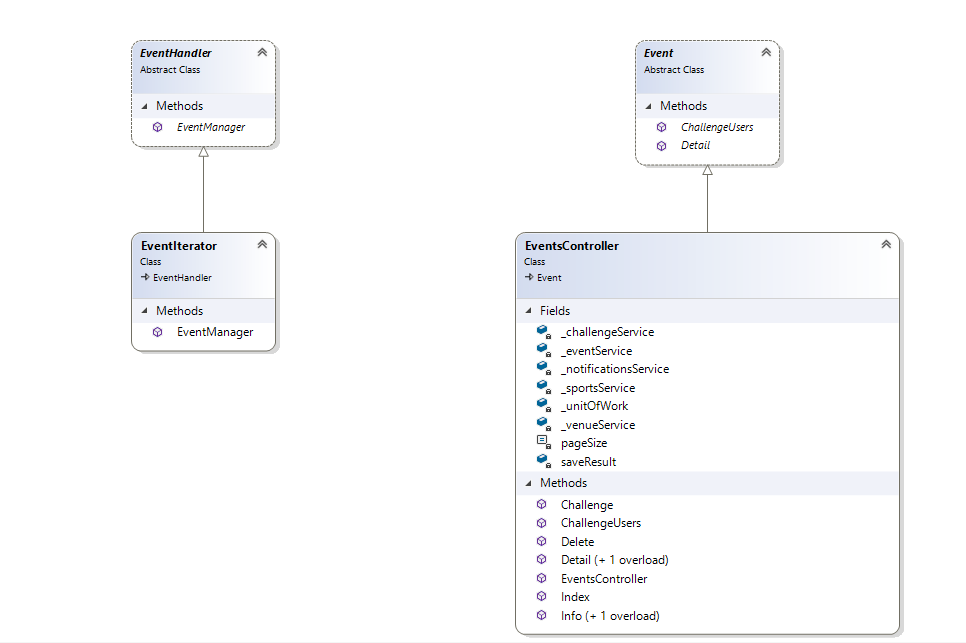 EventHandler
Abstract Class
Methods
EventManager
EventIterator
Class
EventHandler
Methods
EventManager
Event
Abstract Class
Methods
ChallengeUsers
Detail
EventsController
Class
Event
Fields
_challengeService
_eventService
_notificationsService
_sportsService
_unitOfWork
_venueService
pageSize
saveResult
Methods
Challenge
ChallengeUsers
Delete
Detail (+ 1 overload)
EventsController
Index
Info (+ 1 overload)